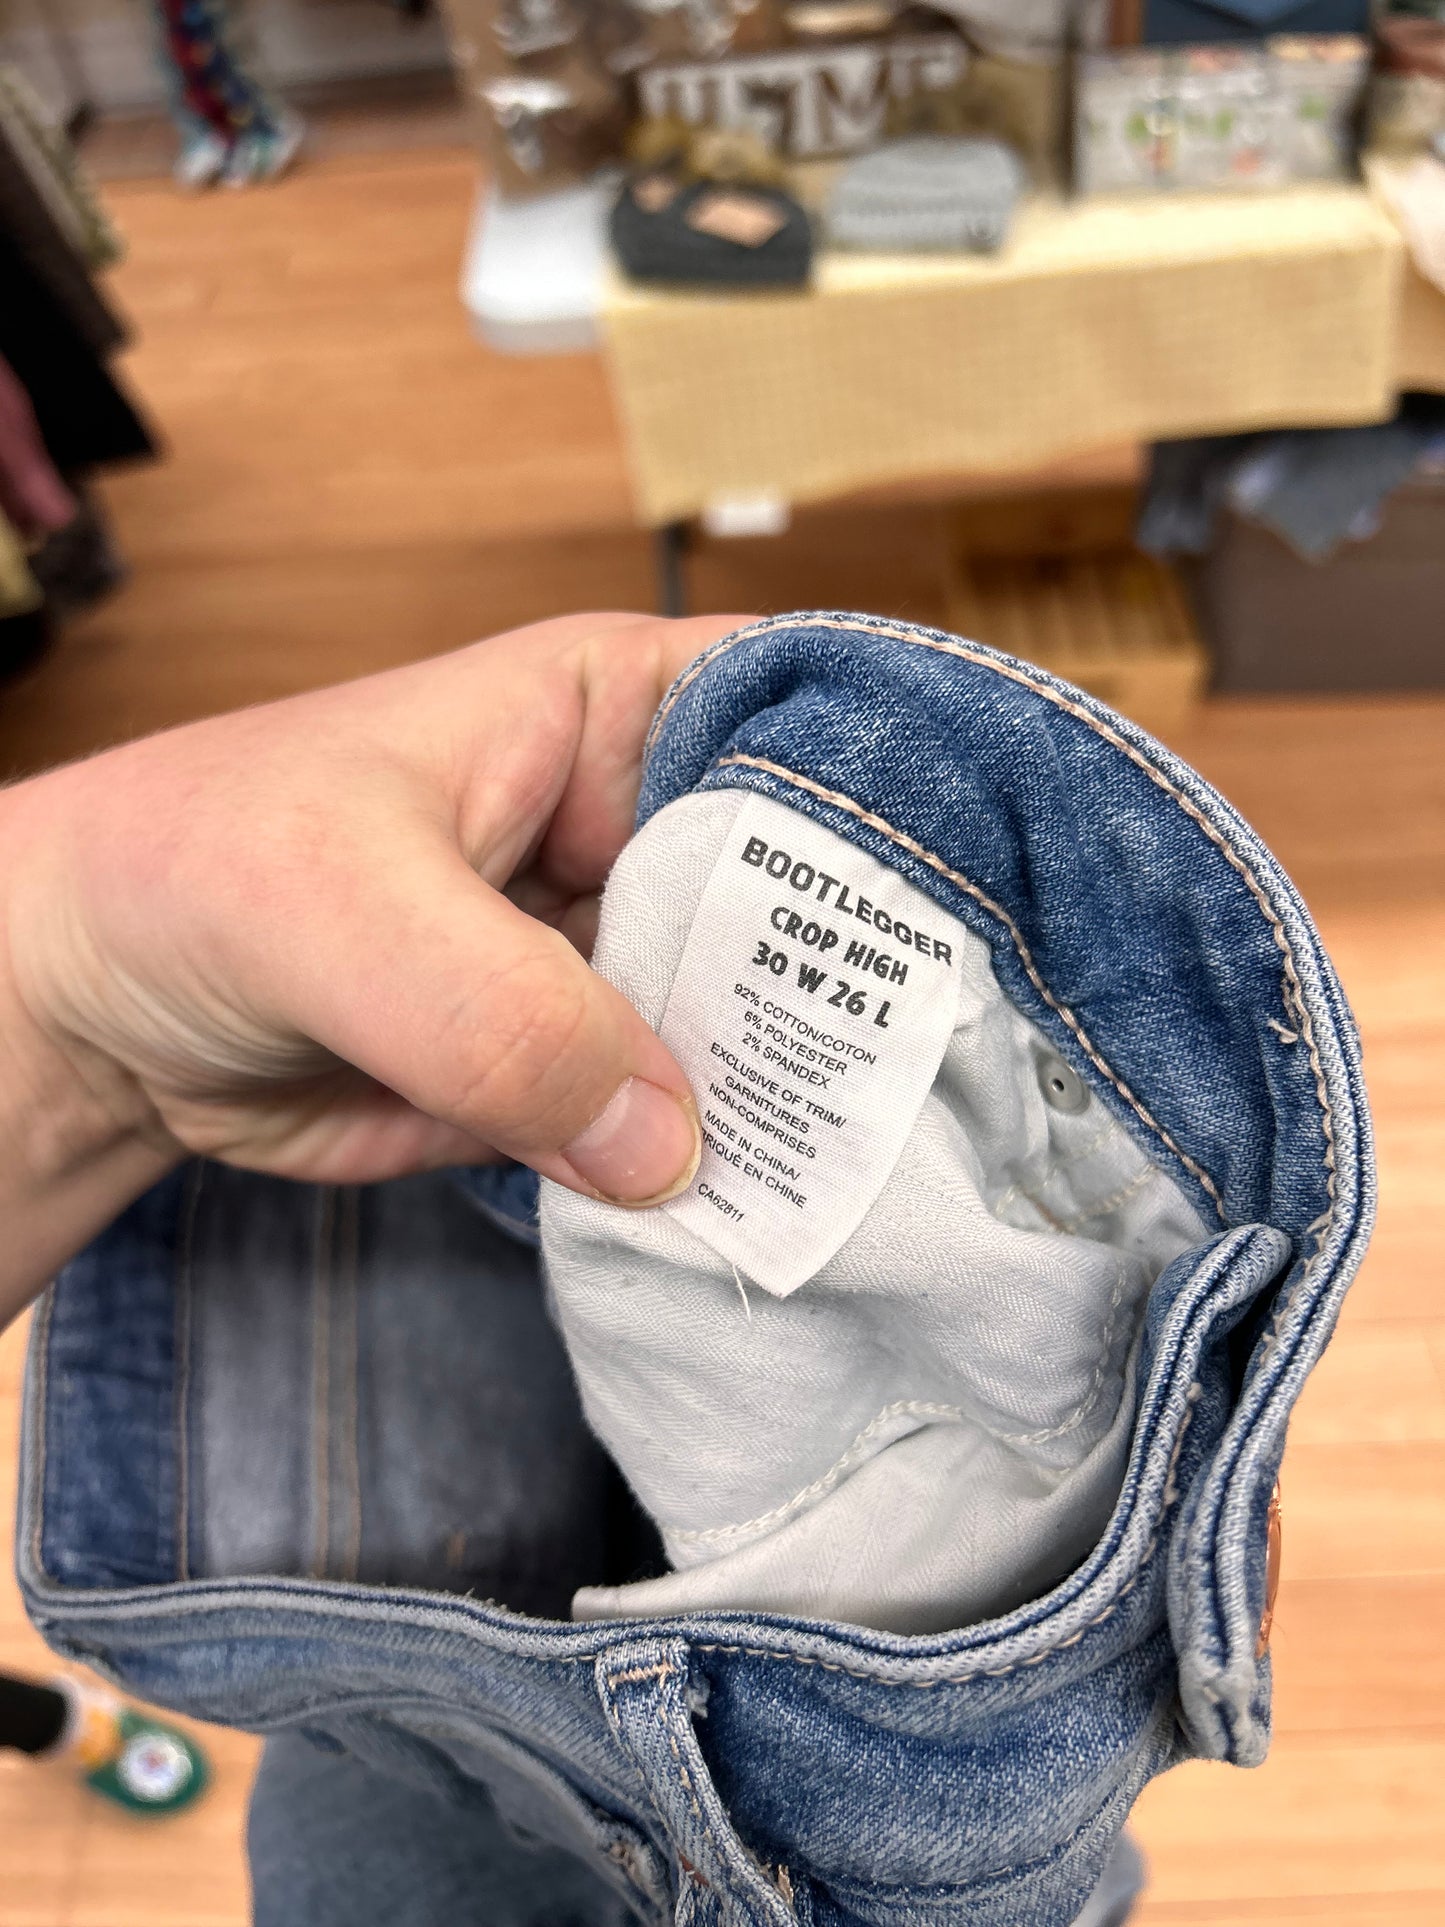 BOOTLEGGER
CROP HIGH
30 W 26 L
92% COTTON/COTON
6% POLYESTER
2% SPANDEX
EXCLUSIVE OF TRIM/
GARNITURES
NON-COMPRISES
MADE IN CHINA/
RIQUÉ EN CHINE
CA62811